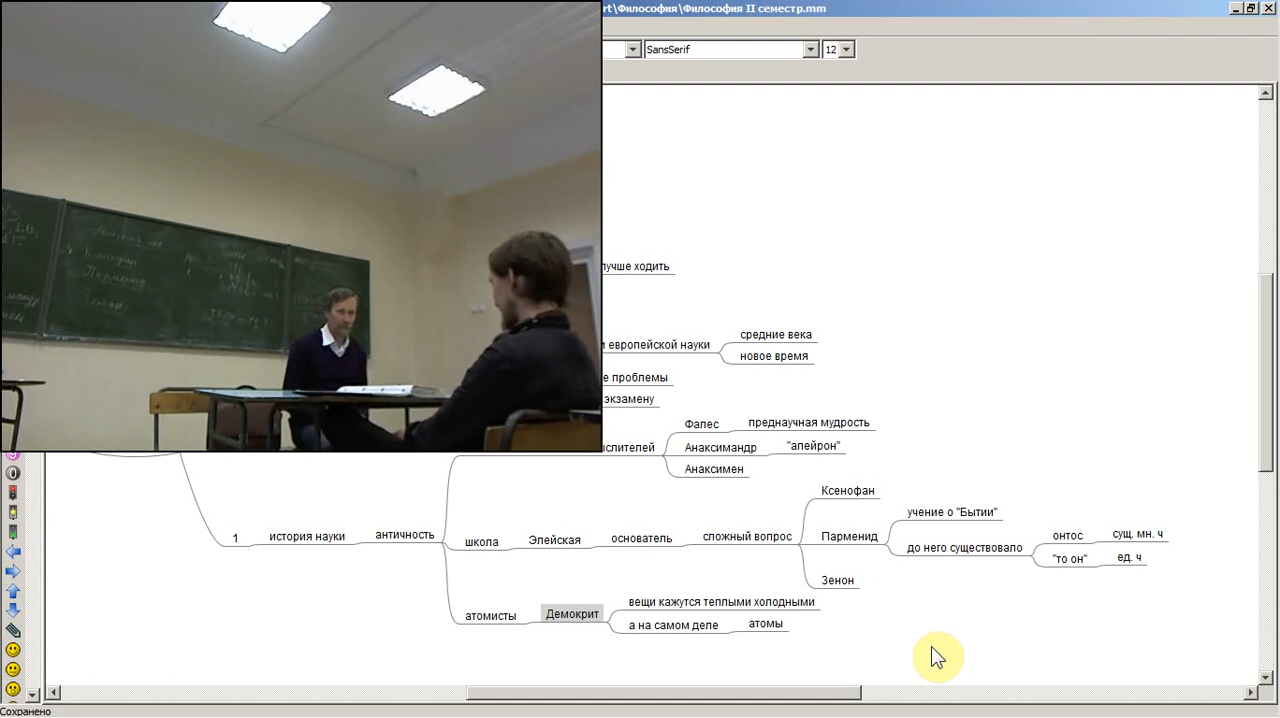 rt\Философия\Философия II семестр.mm
SansSerif
12
лучше ходить
и европейской науки
средние века
новое время
е проблемы
экзамену
ыслителей
Фалес
преднаучная мудрость
Анаксимандр
"апейрон"
Анаксимен
1
история науки
античность
школа
Элейская
основатель
сложный вопрос
Ксенофан
Парменид
учение о "Бытии"
до него существовало
онтос
сущ. мн. ч
"то он"
ед. ч
Зенон
атомисты
Демокрит
вещи кажутся теплыми холодными
а на самом деле
атомы
Сохранено